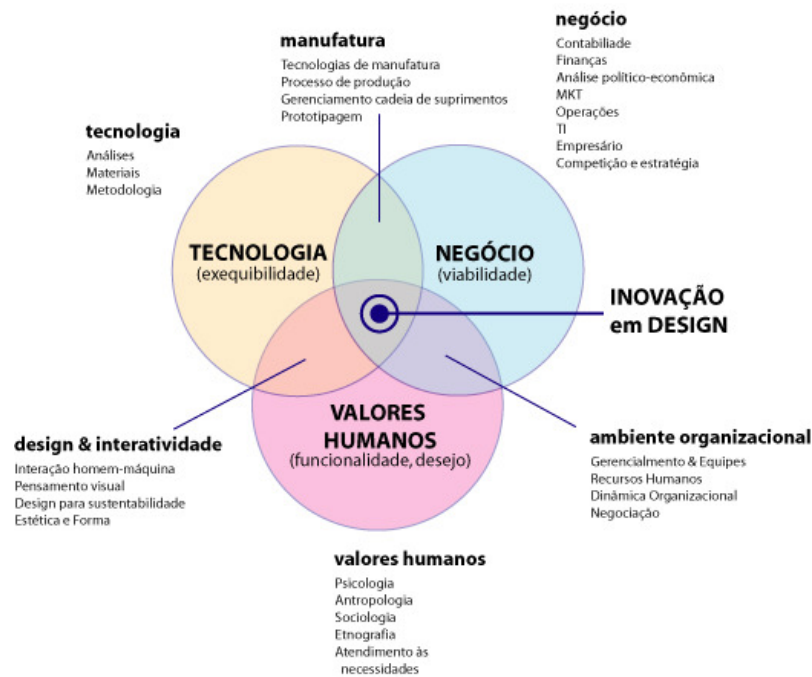 manufatura
Tecnologias de manufatura
Processo de produção
Gerenciamento cadeia de suprimentos
Prototipagem
negócio
Contabiliade
Finanças
Análise político-econômica
MKT
Operações
TI
Empresário
Competição e estratégia
tecnologia
Análises
Materiais
Metodologia
TECNOLOGIA
(exequibilidade)
NEGÓCIO
(viabilidade)
INOVAÇÃO
em DESIGN
VALORES
HUMANOS
(funcionalidade, desejo)
design & interatividade
Interação homem-máquina
Pensamento visual
Design para sustentabilidade
Estética e Forma
ambiente organizacional
Gerencialmento & Equipes
Recursos Humanos
Dinâmica Organizacional
Negociação
valores humanos
Psicologia
Antropologia
Sociologia
Etnografia
Atendimento às
necessidades